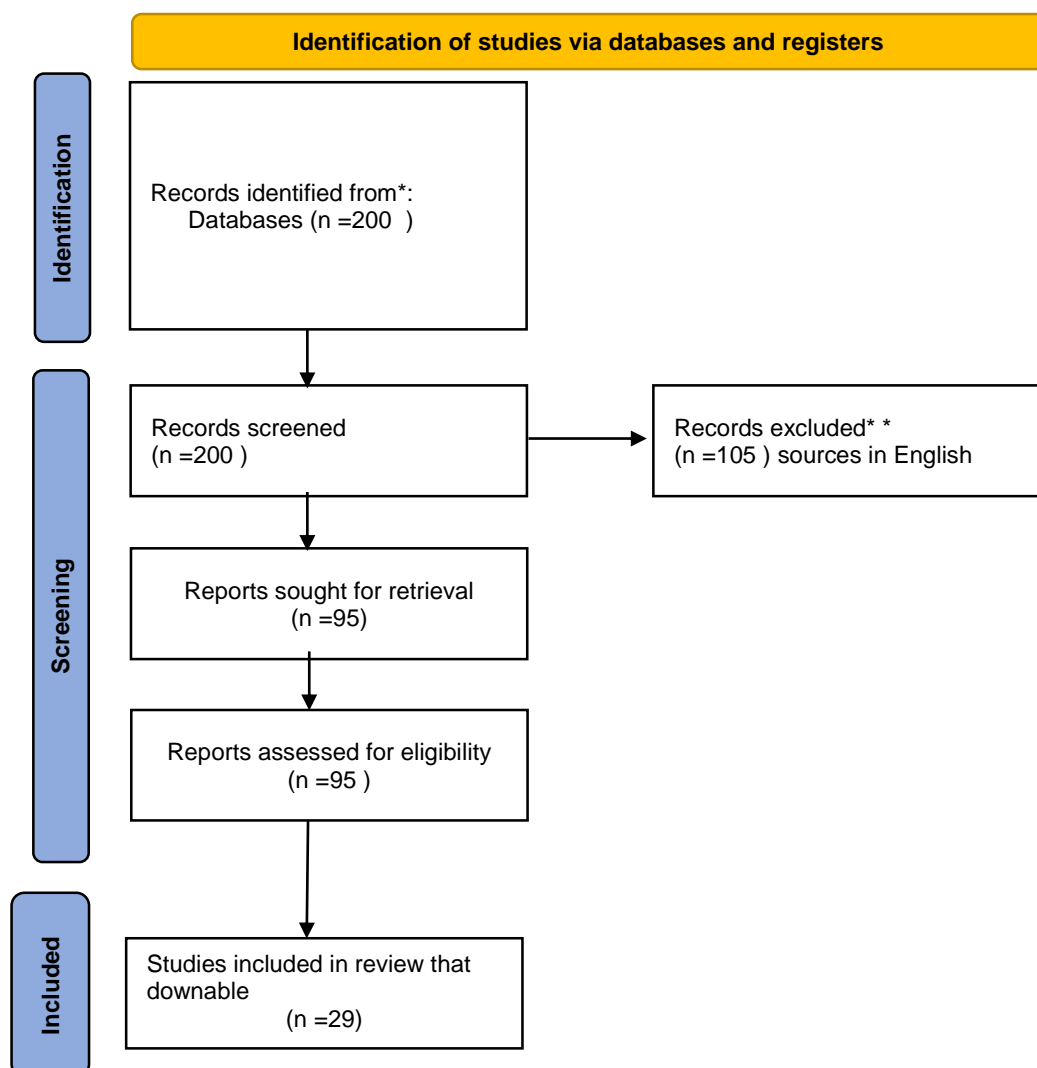 Identification of studies via databases and registers
Identification
Records identified from*:
Databases (n =200 )
Screening
Records screened
(n =200 )
Records excluded* *
(n =105 ) sources in English
Reports sought for retrieval
(n =95)
Reports assessed for eligibility
(n =95 )
Included
Studies included in review that
downable
(n =29)